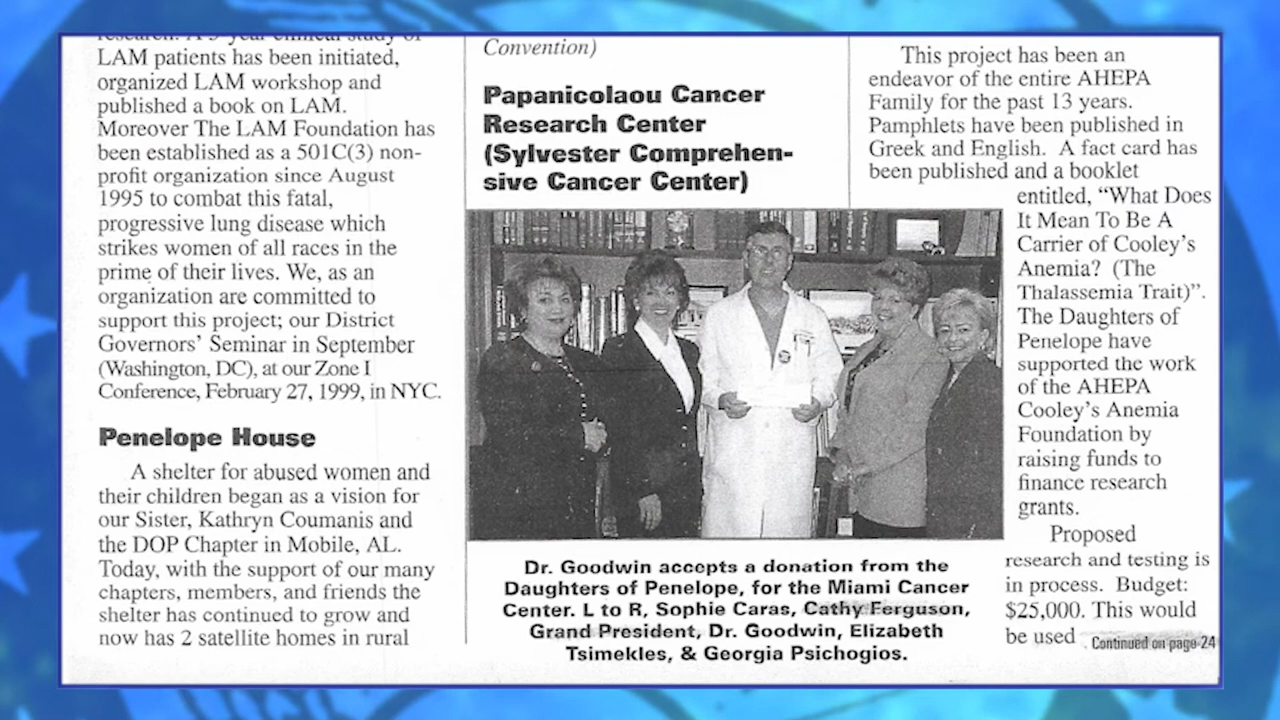 research. A 5-year clinical study of
LAM patients has been initiated,
organized LAM workshop and
published a book on LAM.
Moreover The LAM Foundation has
been established as a 501C(3) non-
profit organization since August
1995 to combat this fatal,
progressive lung disease which
strikes women of all races in the
prime of their lives. We, as an
organization are committed to
support this project; our District
Governors' Seminar in September
(Washington, DC), at our Zone I
Conference, February 27, 1999, in NYC.
Penelope House
A shelter for abused women and
their children began as a vision for
our Sister, Kathryn Coumanis and
the DOP Chapter in Mobile, AL.
Today, with the support of our many
chapters, members, and friends the
shelter has continued to grow and
now has 2 satellite homes in rural
Convention)
Papanicolaou Cancer
Research Center
(Sylvester Comprehen-
sive Cancer Center)
Dr. Goodwin accepts a donation from the
Daughters of Penelope, for the Miami Cancer
Center. L to R, Sophie Caras, Cathy Ferguson,
Grand President, Dr. Goodwin, Elizabeth
Tsimekles, & Georgia Psichogios.
This project has been an
endeavor of the entire AHEPA
Family for the past 13 years.
Pamphlets have been published in
Greek and English. A fact card has
been published and a booklet
entitled, "What Does
It Mean To Be A
Carrier of Cooley's
Anemia? (The
Thalassemia Trait)".
The Daughters of
Penelope have
supported the work
of the AHEPA
Cooley's Anemia
Foundation by
raising funds to
finance research
grants.
Proposed
research and testing is
in process. Budget:
$25,000. This would
be used
Continued on page 24